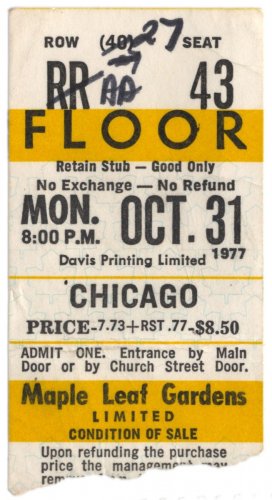 ROW (40) 27 SEAT
RR AA 43
FLOOR
Retain Stub — Good Only
No Exchange — No Refund
MON. OCT. 31
8:00 P.M. 1977
Davis Printing Limited
CHICAGO
PRICE-7.73+RST .77-$8.50
ADMIT ONE. Entrance by Main
Door or by Church Street Door.
Maple Leaf Gardens
LIMITED
CONDITION OF SALE
Upon refunding the purchase
price the management may
remove